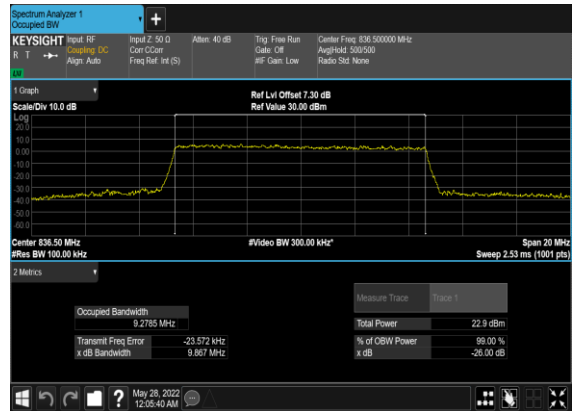 Spectrum Analyzer 1
Occupied BW
+
KEYSIGHT Input: RF Input Z: 50 Ω Atten: 40 dB Trig: Free Run Center Freq: 836.500000 MHz
R T Coupling: DC Corr CCorr Gate: Off Avg|Hold: 500/500
Align: Auto Freq Ref: Int (S) #IF Gain: Low Radio Std: None
1 Graph
Ref Lvl Offset 7.30 dB
Scale/Div 10.0 dB Ref Value 30.00 dBm
Log
20.0
10.0
0.00
-10.0
-20.0
-30.0
-40.0
-50.0
-60.0
Center 836.50 MHz #Video BW 300.00 kHz* Span 20 MHz
#Res BW 100.00 kHz Sweep 2.53 ms (1001 pts)
2 Metrics
Measure Trace Trace 1
Occupied Bandwidth
9.2785 MHz Total Power 22.9 dBm
Transmit Freq Error -23.572 kHz % of OBW Power 99.00 %
x dB Bandwidth 9.867 MHz x dB -26.00 dB
? May 28, 2022
12:05:40 AM